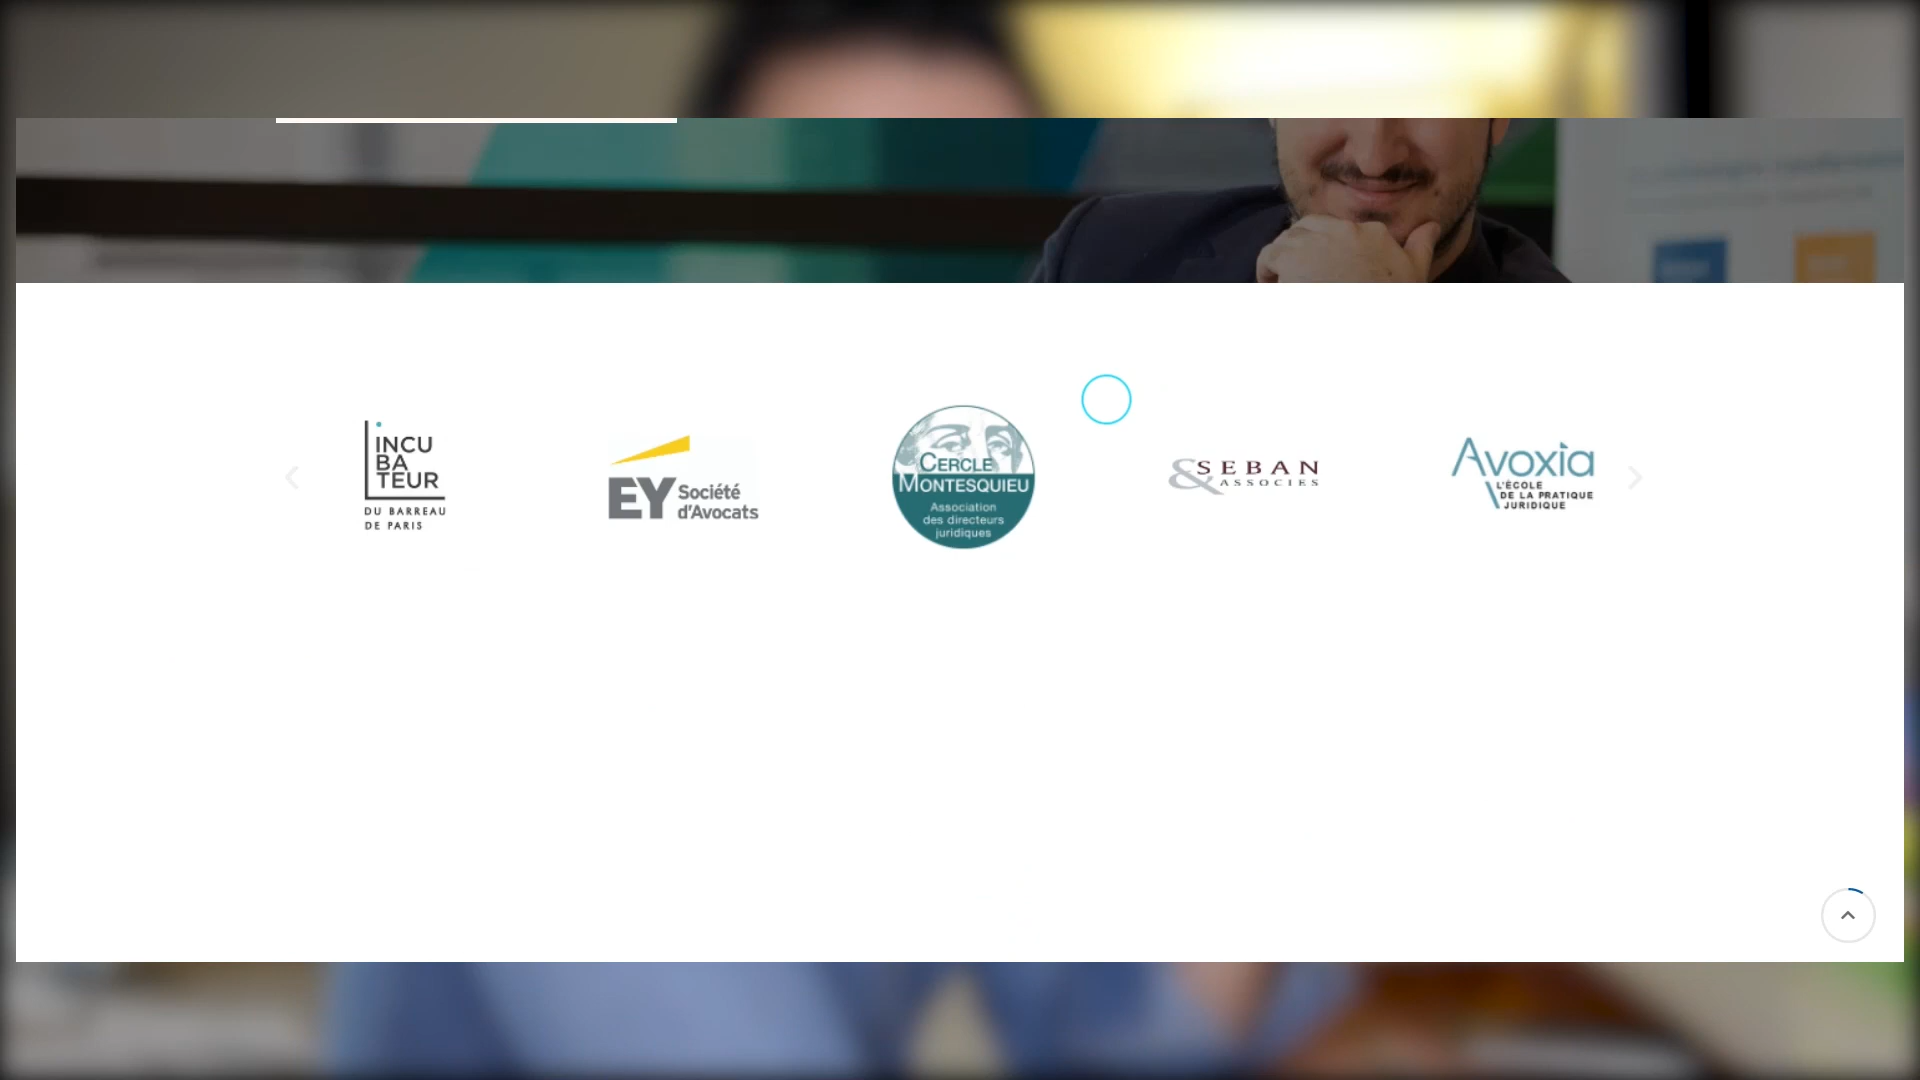 INCU
BA
TEUR
DU BARREAU
DE PARIS
EY Société
d'Avocats
CERCLE
MONTESQUIEU
Association
des directeurs
juridiques
&SEBAN
ASSOCIES
Avoxia
L'ÉCOLE
DE LA PRATIQUE
JURIDIQUE